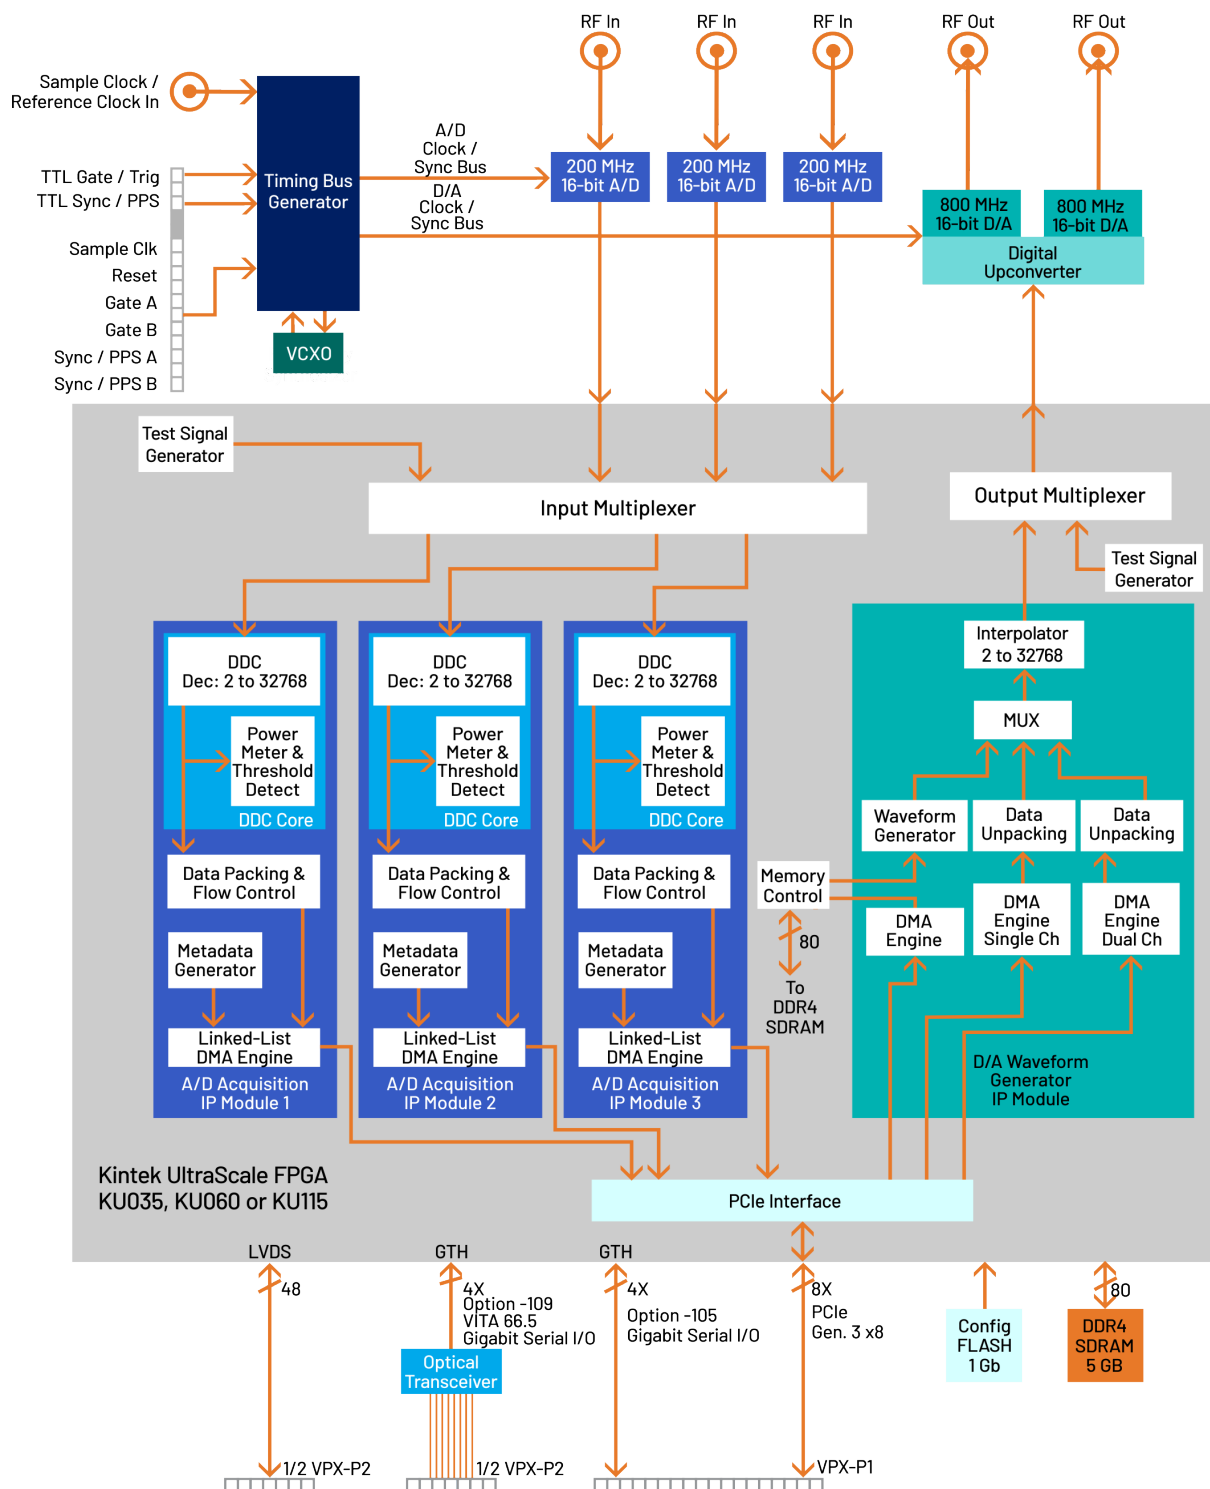 RF In
RF In
RF In
RF Out
RF Out
Sample Clock /
Reference Clock In
TTL Gate / Trig
TTL Sync / PPS
Sample Clk
Reset
Gate A
Gate B
Sync / PPS A
Sync / PPS B
Timing Bus
Generator
VCXO
A/D
Clock /
Sync Bus
D/A
Clock /
Sync Bus
200 MHz
16-bit A/D
200 MHz
16-bit A/D
200 MHz
16-bit A/D
800 MHz
16-bit D/A
800 MHz
16-bit D/A
Digital
Upconverter
Test Signal
Generator
Input Multiplexer
Output Multiplexer
Test Signal
Generator
DDC
Dec: 2 to 32768
Power
Meter &
Threshold
Detect
DDC Core
Data Packing &
Flow Control
Metadata
Generator
Linked-List
DMA Engine
A/D Acquisition
IP Module 1
DDC
Dec: 2 to 32768
Power
Meter &
Threshold
Detect
DDC Core
Data Packing &
Flow Control
Metadata
Generator
Linked-List
DMA Engine
A/D Acquisition
IP Module 2
DDC
Dec: 2 to 32768
Power
Meter &
Threshold
Detect
DDC Core
Data Packing &
Flow Control
Metadata
Generator
Linked-List
DMA Engine
A/D Acquisition
IP Module 3
Memory
Control
80
To
DDR4
SDRAM
Interpolator
2 to 32768
MUX
Waveform
Generator
Data
Unpacking
Data
Unpacking
DMA
Engine
DMA
Engine
Single Ch
DMA
Engine
Dual Ch
D/A Waveform
Generator
IP Module
Kintek UltraScale FPGA
KU035, KU060 or KU115
PCIe Interface
LVDS
48
1/2 VPX-P2
GTH
4X
Option -109
VITA 66.5
Gigabit Serial I/O
Optical
Transceiver
1/2 VPX-P2
GTH
4X
Option -105
Gigabit Serial I/O
8X
PCIe
Gen. 3 x8
VPX-P1
Config
FLASH
1 Gb
80
DDR4
SDRAM
5 GB